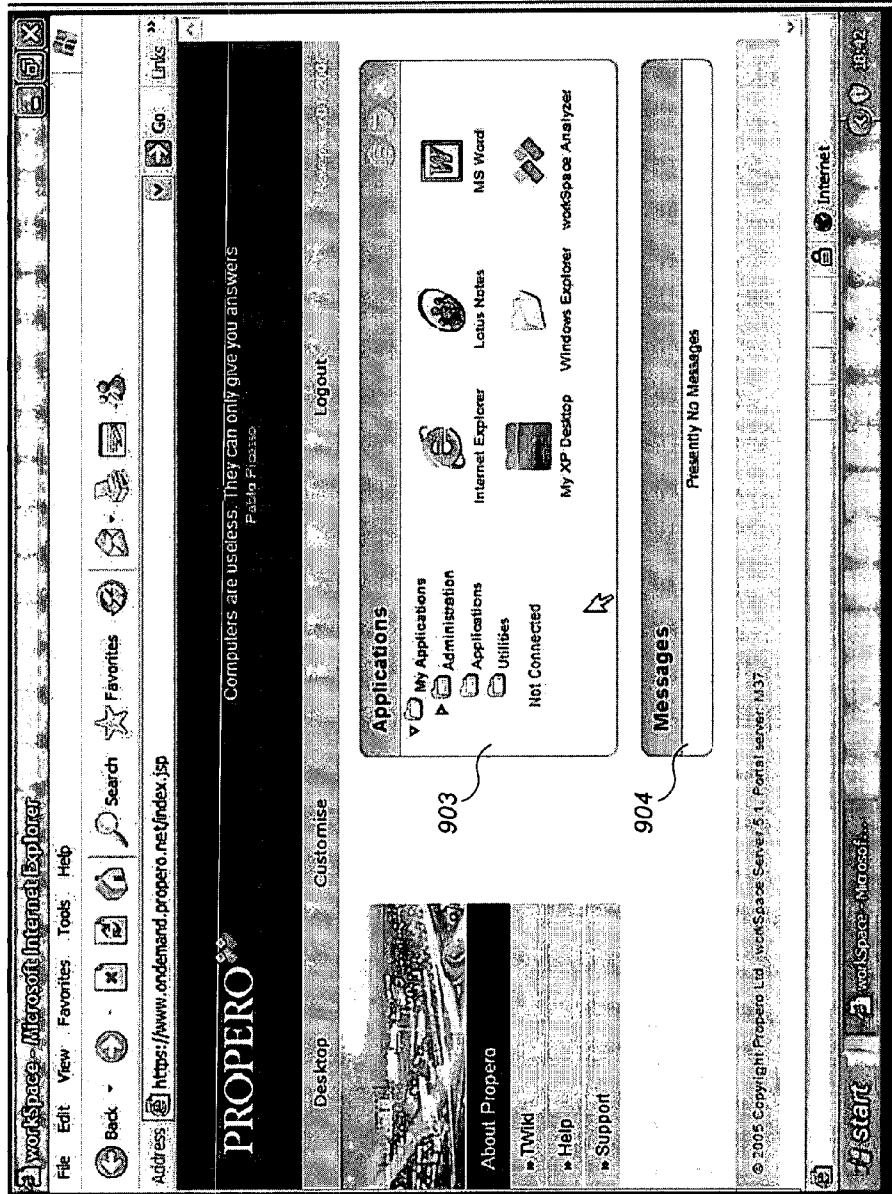 workSpace - Microsoft Internet Explorer
File Edit View Favorites Tools Help
Back Search Favorites
Address https://www.ondemand.propero.net/index.jsp Go Links »
PROPERO
Computers are useless. They can only give you answers
Pablo Picasso
Desktop Customise Logout
About Propero
» TWild
» Help
» Support
Applications
My Applications
Administration
Applications
Utilities
Not Connected
Internet Explorer Lotus Notes MS Word
My XP Desktop Windows Explorer workSpace Analyzer
903
Messages
Presently No Messages
904
© 2005 Copyright Propero Ltd. workSpace Server 5.1. Portal server: M37
Internet
start workSpace - Microsof... 18:42